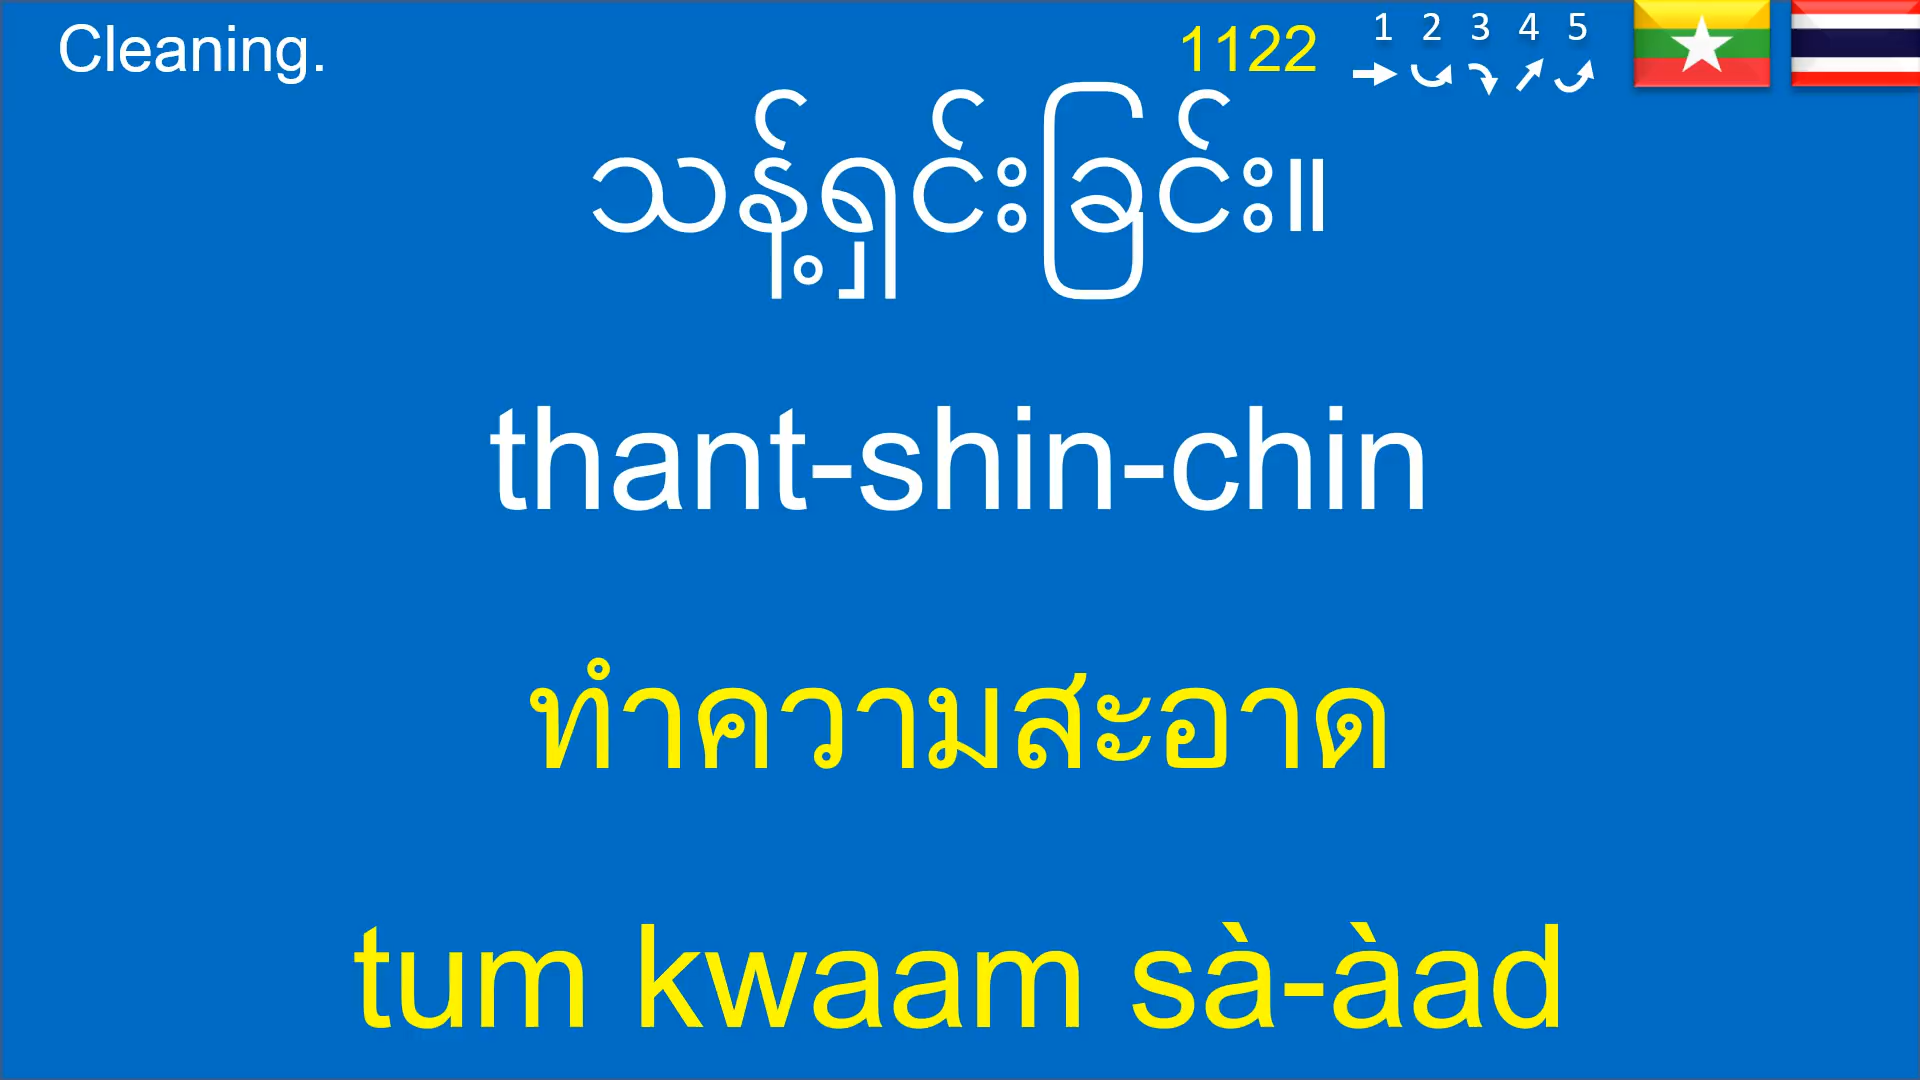 Cleaning.
1122
1 2 3 4 5
သန့်ရှင်းခြင်း။
thant-shin-chin
ทำความสะอาด
tum kwaam sà-àad